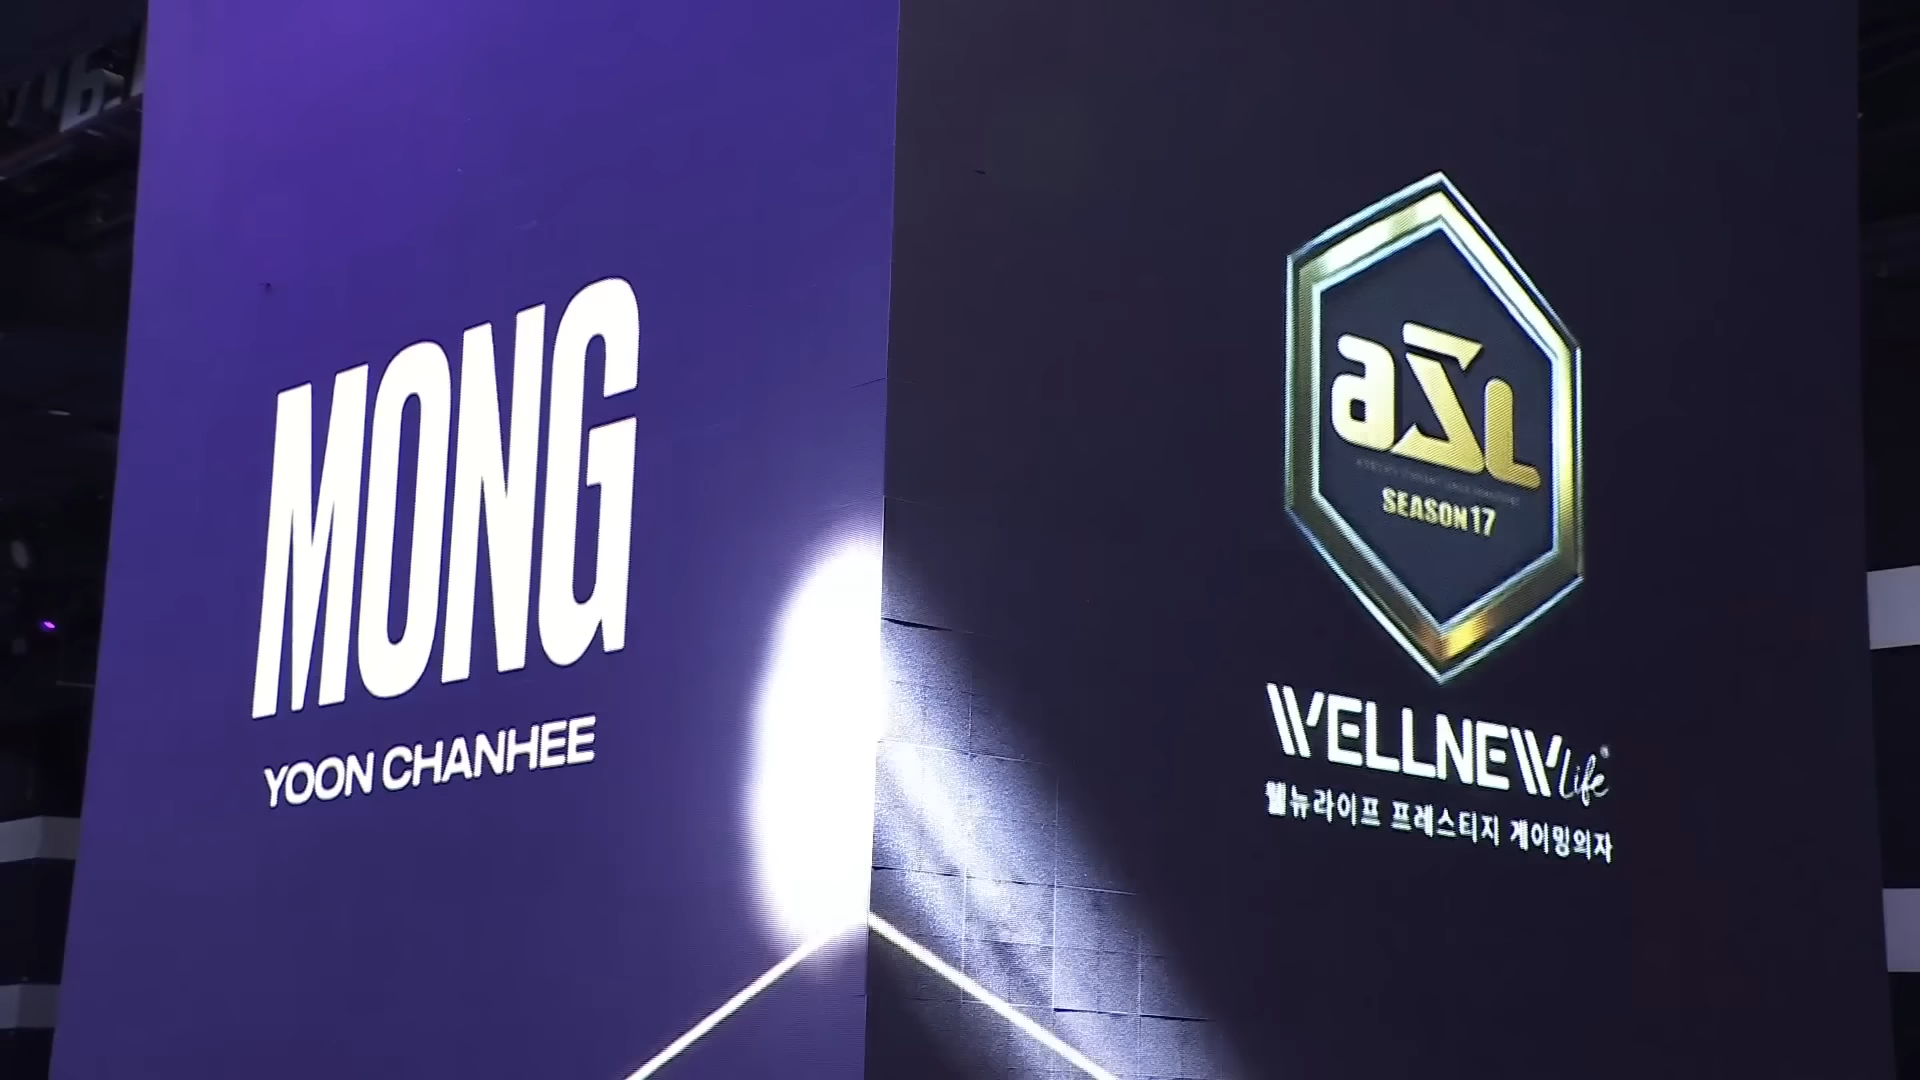 MONG
YOON CHANHEE
aSL
SEASON 17
WELLNEW Life
웰뉴라이프 프레스티지 게이밍의자